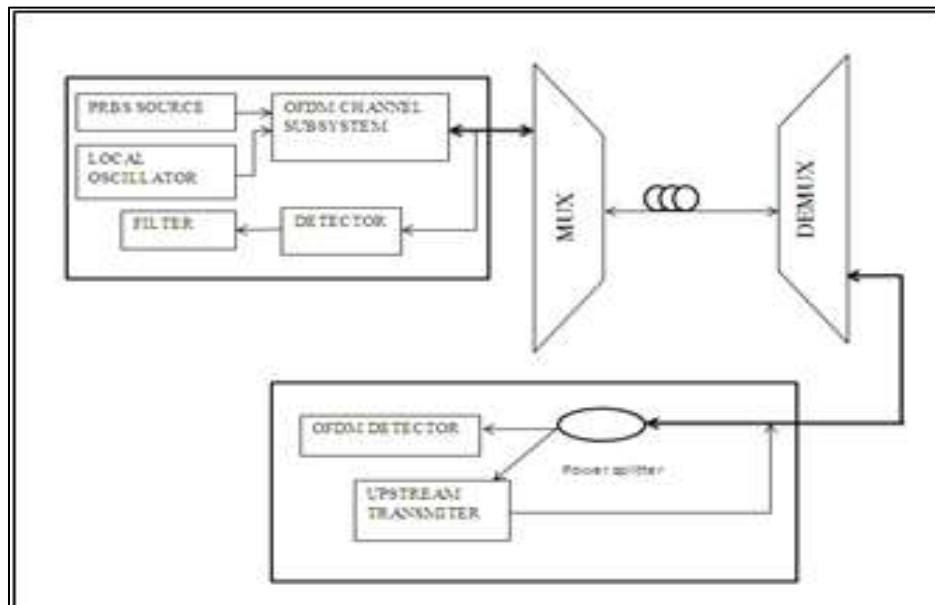 PRBS SOURCE
OFDM CHANNEL
SUBSYSTEM
LOCAL
OSCILLATOR
FILTER
DETECTOR
MUX
DEMUX
OFDM DETECTOR
Power splitter
UPSTREAM
TRANSMITER